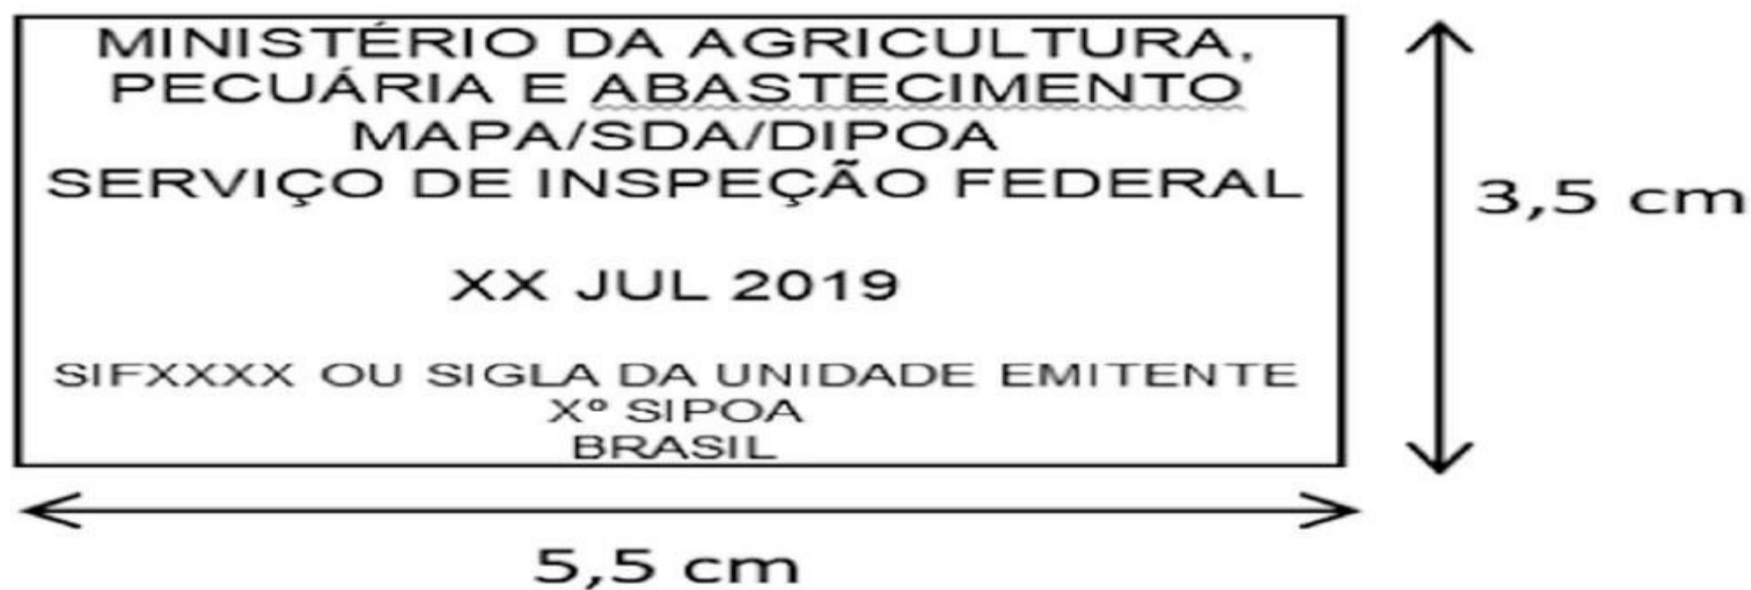 MINISTÉRIO DA AGRICULTURA,
PECUÁRIA E ABASTECIMENTO
MAPA/SDA/DIPOA
SERVIÇO DE INSPEÇÃO FEDERAL
XX JUL 2019
SIFXXXX OU SIGLA DA UNIDADE EMITENTE
Xº SIPOA
BRASIL
3,5 cm
5,5 cm